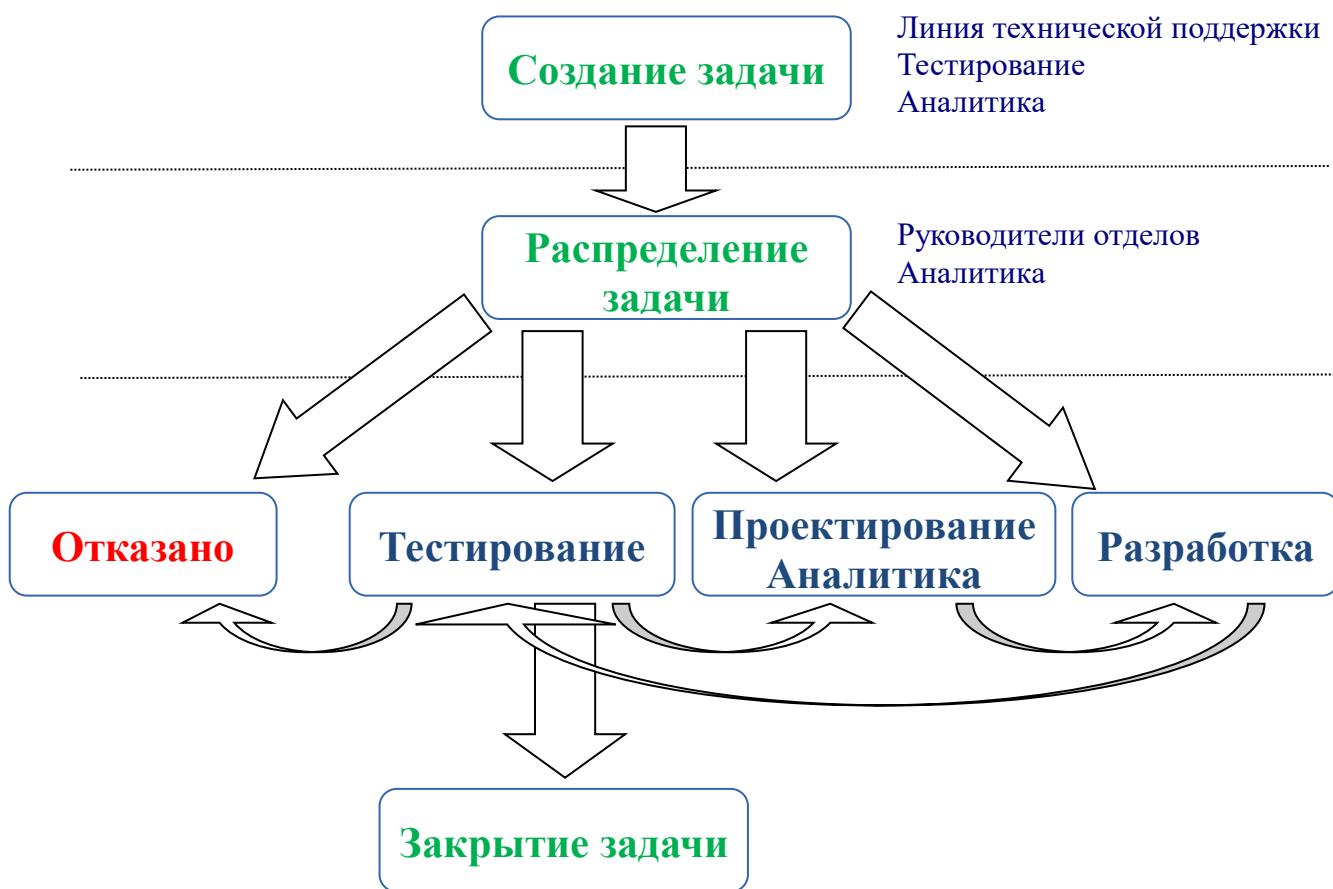 Создание задачи
Линия технической поддержки
Тестирование
Аналитика
Распределение
задачи
Руководители отделов
Аналитика
Отказано
Тестирование
Проектирование
Аналитика
Разработка
Закрытие задачи